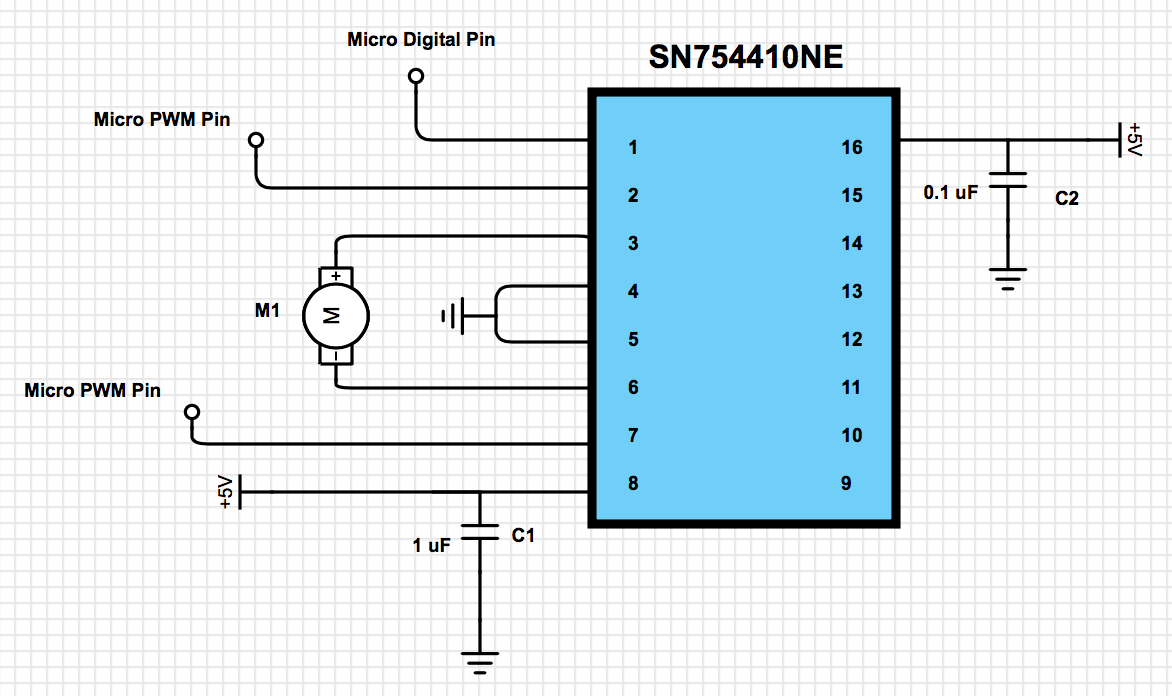 Micro Digital Pin
SN754410NE
Micro PWM Pin
+5V
1 16
2 15
0.1 uF C2
3 14
+
M1 M
4 13
5 12
−
6 11
Micro PWM Pin
7 10
+5V
8 9
1 uF C1